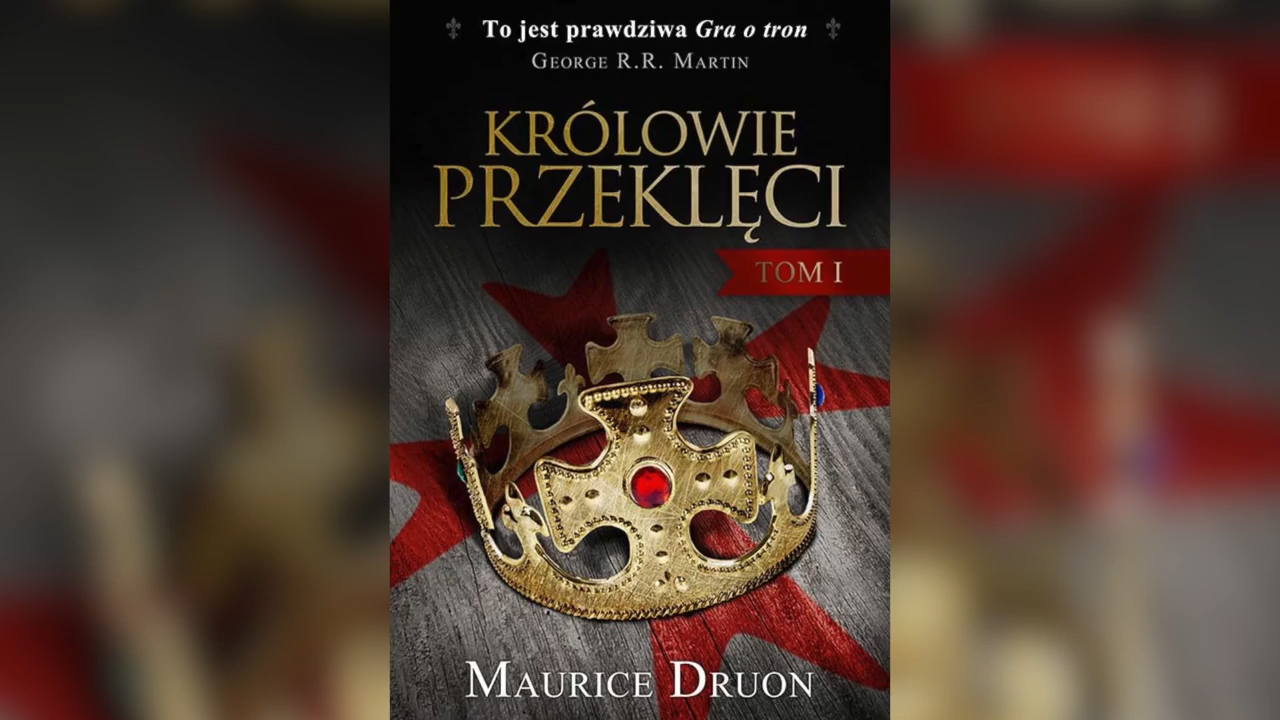 To jest prawdziwa Gra o tron
George R.R. Martin
KRÓLOWIE
PRZEKLĘCI
TOM I
Maurice Druon